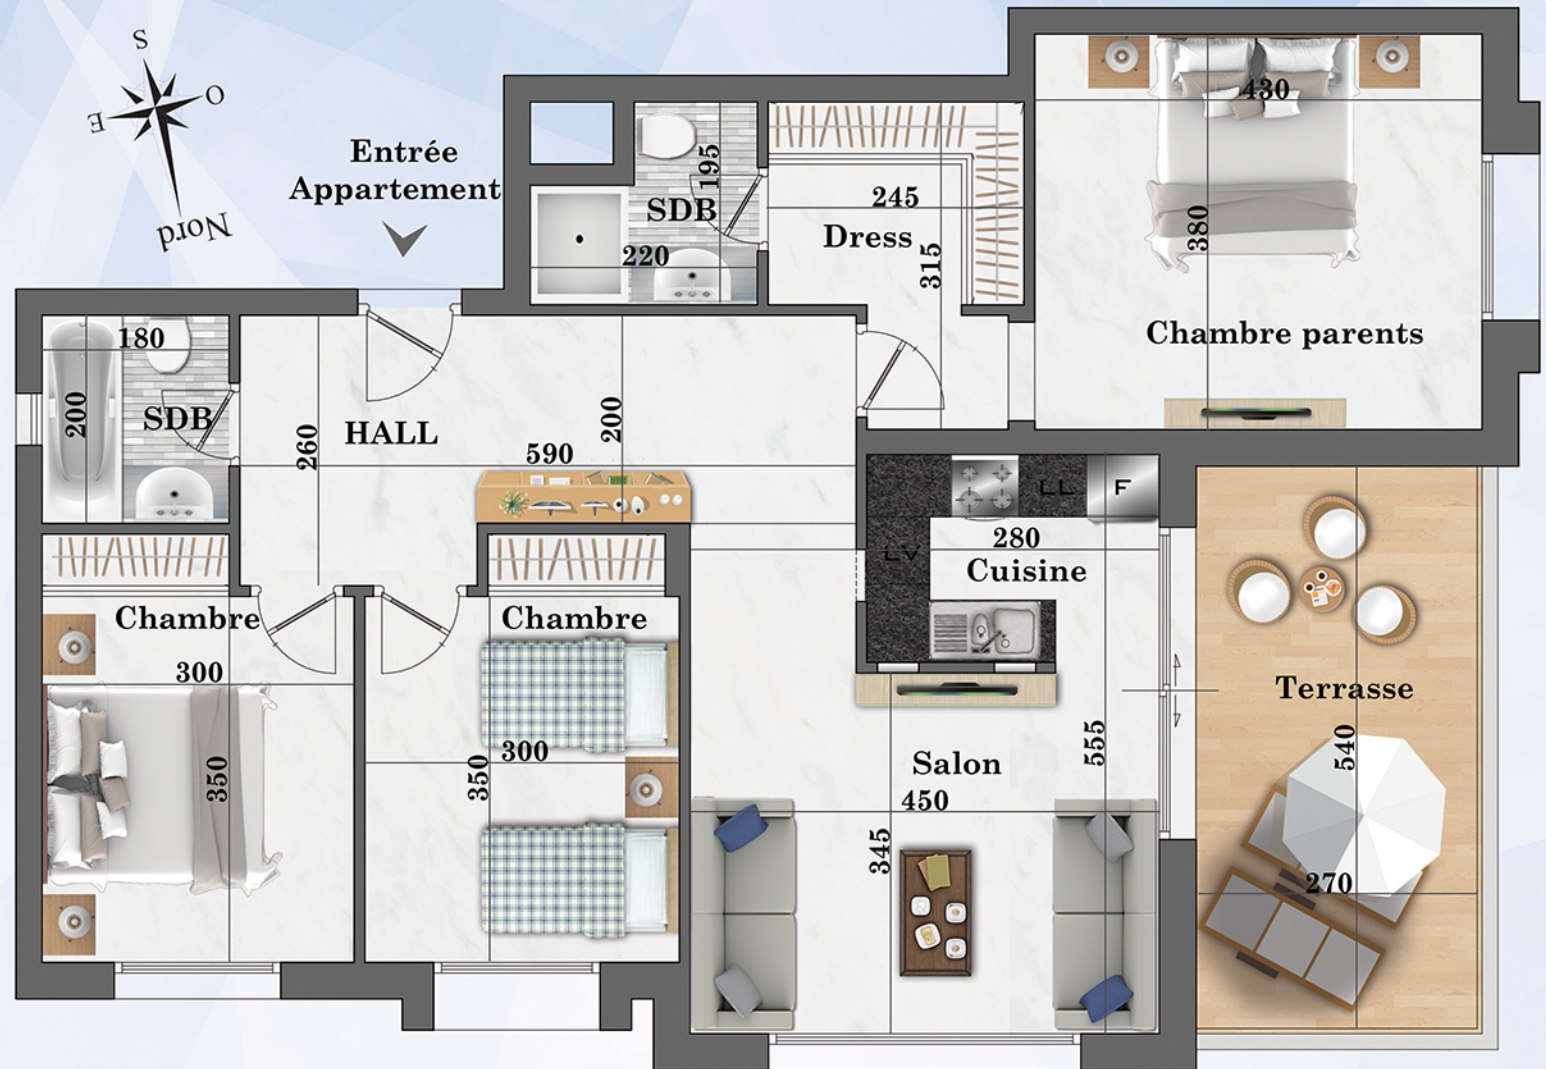 S
O
E
Nord
Entrée
Appartement
430
195
SDB
220
245
Dress
315
380
Chambre parents
180
200
SDB
260
HALL
200
590
LL
F
LV
280
Cuisine
Chambre
300
350
Chambre
300
350
Terrasse
540
270
555
Salon
450
345